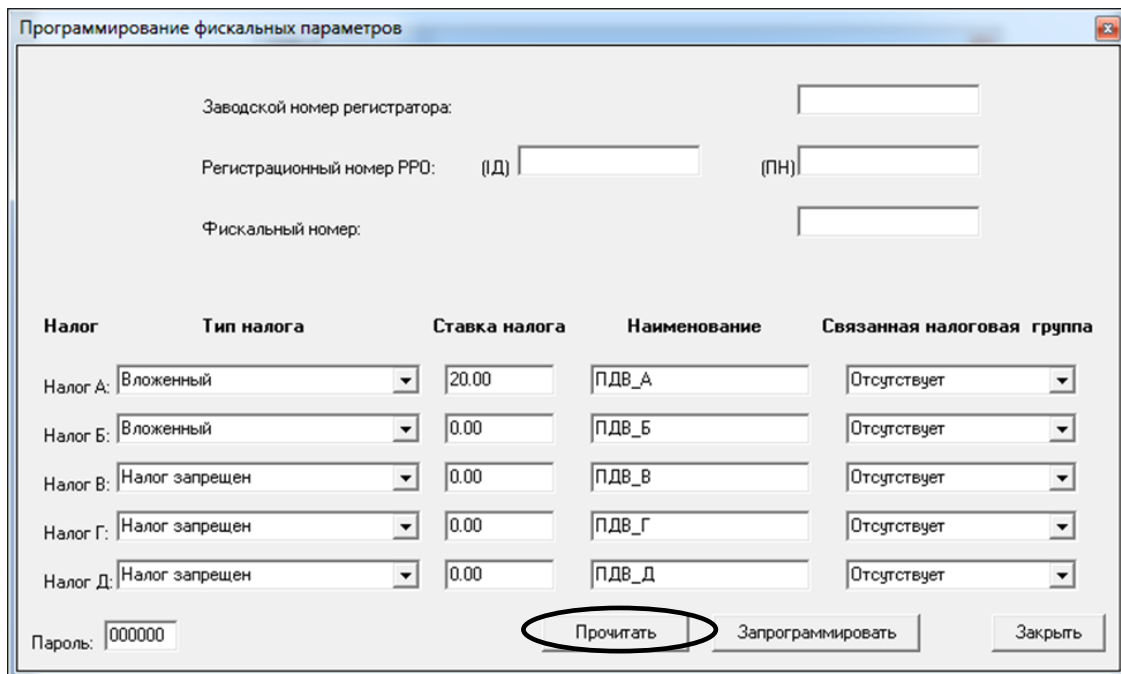 Программирование фискальных параметров
Заводской номер регистратора:
Регистрационный номер РРО: (ІД) (ПН)
Фискальный номер:
Налог Тип налога Ставка налога Наименование Связанная налоговая группа
Налог А: Вложенный 20.00 ПДВ_А Отсутствует
Налог Б: Вложенный 0.00 ПДВ_Б Отсутствует
Налог В: Налог запрещен 0.00 ПДВ_В Отсутствует
Налог Г: Налог запрещен 0.00 ПДВ_Г Отсутствует
Налог Д: Налог запрещен 0.00 ПДВ_Д Отсутствует
Пароль: 000000 Прочитать Запрограммировать Закрыть